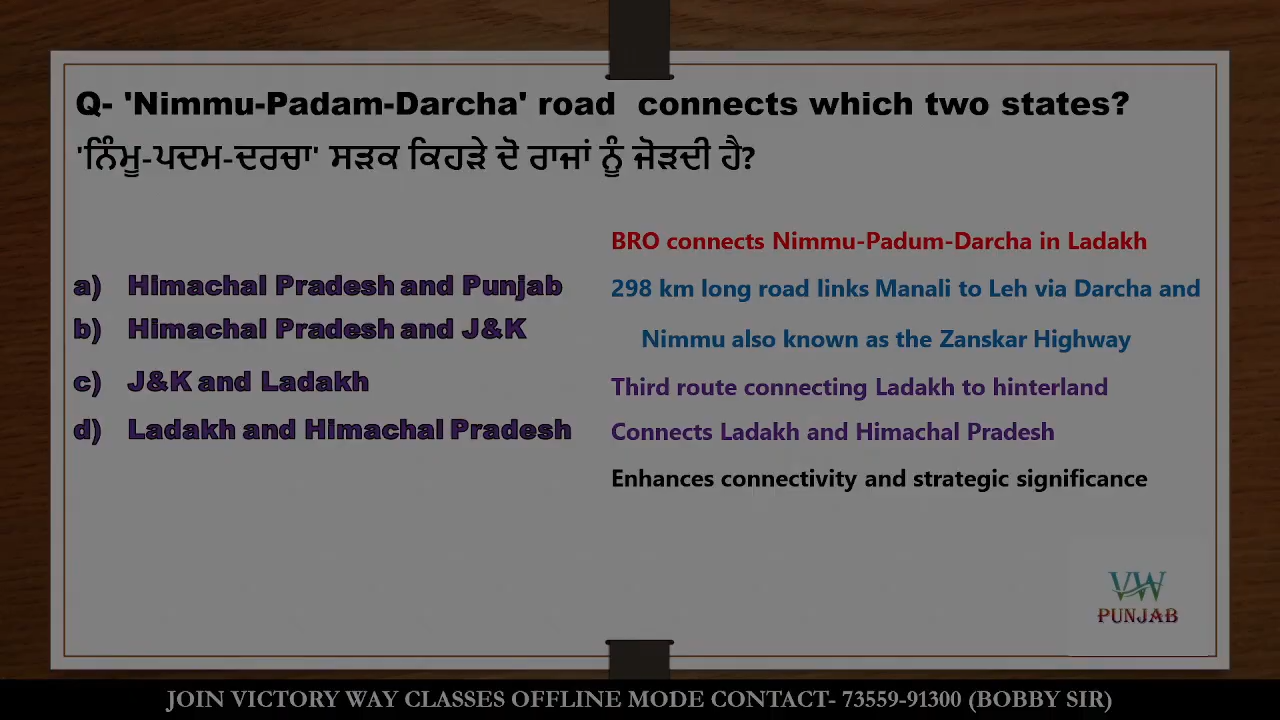 Q- 'Nimmu-Padam-Darcha' road connects which two states?
'ਨਿੰਮੂ-ਪਦਮ-ਦਰਚਾ' ਸੜਕ ਕਿਹੜੇ ਦੋ ਰਾਜਾਂ ਨੂੰ ਜੋੜਦੀ ਹੈ?
a) Himachal Pradesh and Punjab
b) Himachal Pradesh and J&K
c) J&K and Ladakh
d) Ladakh and Himachal Pradesh
BRO connects Nimmu-Padum-Darcha in Ladakh
298 km long road links Manali to Leh via Darcha and
Nimmu also known as the Zanskar Highway
Third route connecting Ladakh to hinterland
Connects Ladakh and Himachal Pradesh
Enhances connectivity and strategic significance
VW
PUNJAB
JOIN VICTORY WAY CLASSES OFFLINE MODE CONTACT- 73559-91300 (BOBBY SIR)